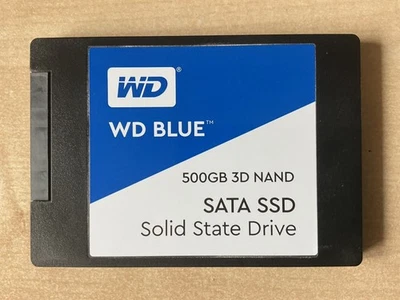 WD®
WD BLUE™
500GB 3D NAND
SATA SSD
Solid State Drive